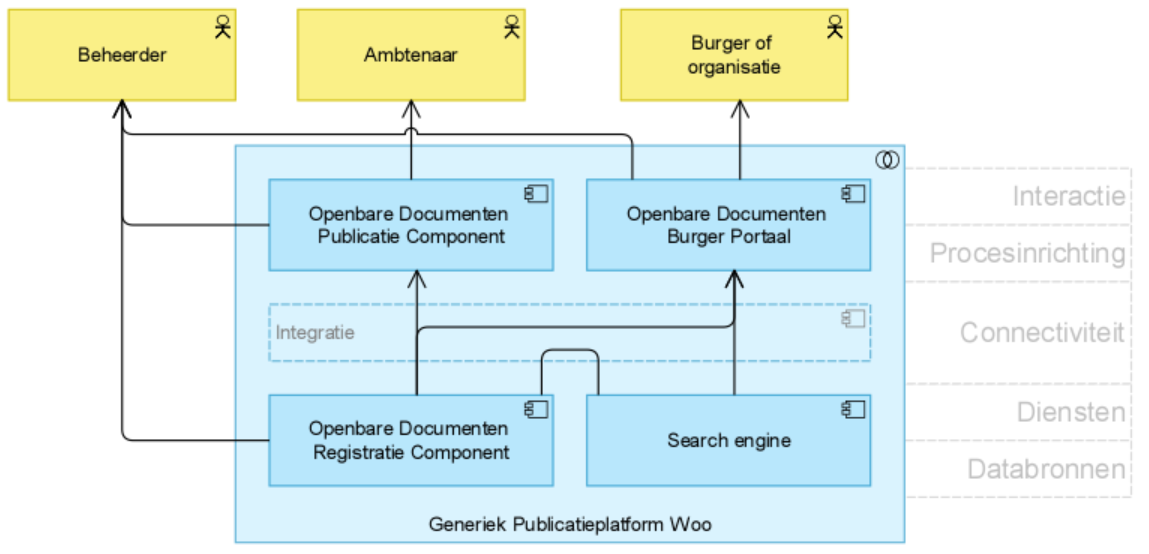 Beheerder
Ambtenaar
Burger of
organisatie
Openbare Documenten
Publicatie Component
Openbare Documenten
Burger Portaal
Interactie
Procesinrichting
Integratie
Connectiviteit
Openbare Documenten
Registratie Component
Search engine
Diensten
Databronnen
Generiek Publicatieplatform Woo